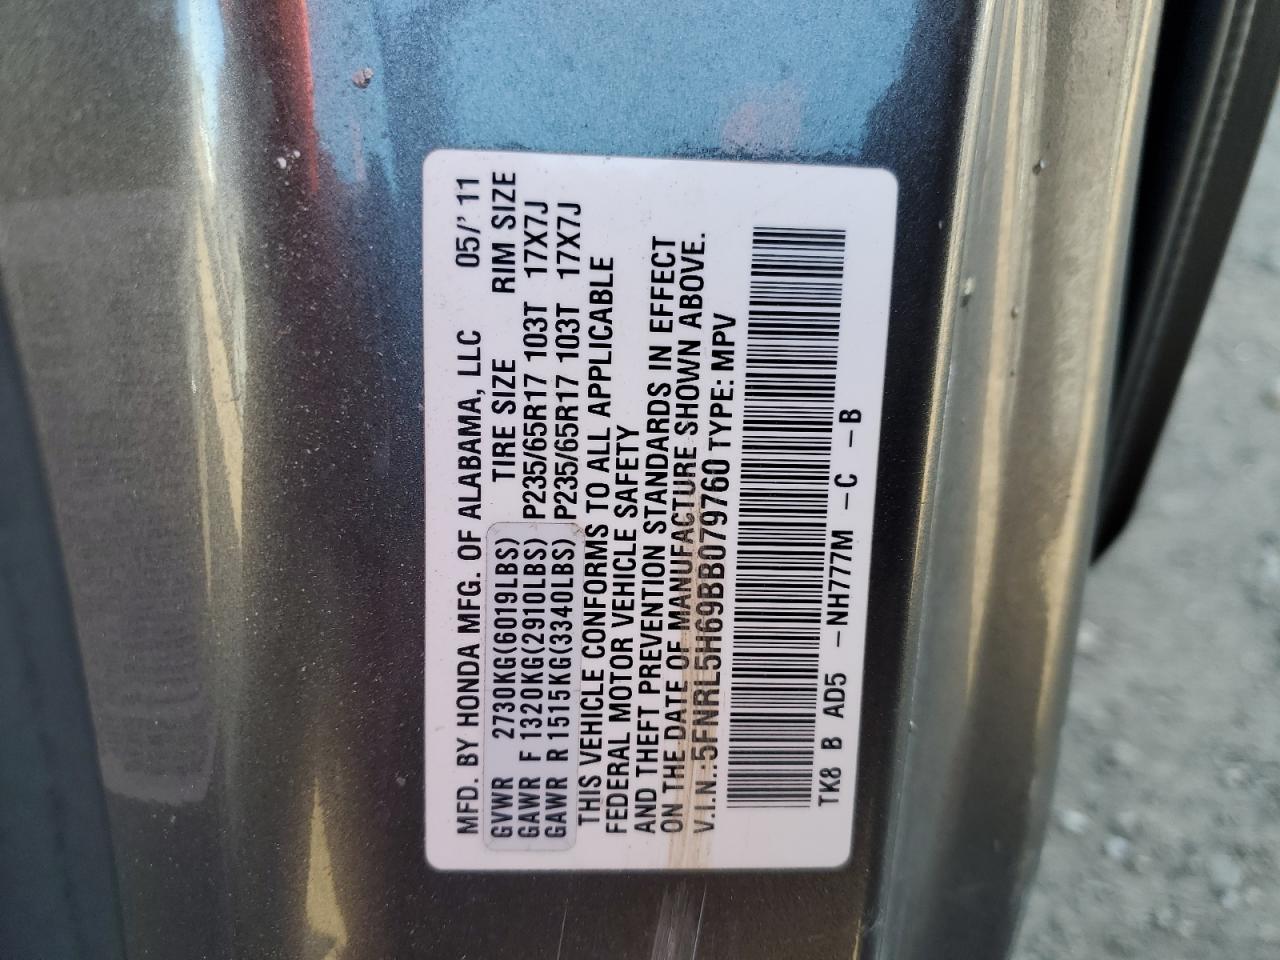 MFD. BY HONDA MFG. OF ALABAMA, LLC 05/' 11
GVWR 2730KG(6019LBS) TIRE SIZE RIM SIZE
GAWR F 1320KG(2910LBS) P235/65R17 103T 17X7J
GAWR R 1515KG(3340LBS) P235/65R17 103T 17X7J
THIS VEHICLE CONFORMS TO ALL APPLICABLE
FEDERAL MOTOR VEHICLE SAFETY
AND THEFT PREVENTION STANDARDS IN EFFECT
ON THE DATE OF MANUFACTURE SHOWN ABOVE.
V.I.N.:5FNRL5H69BB079760 TYPE: MPV
TK8 B AD5 -NH777M -C -B